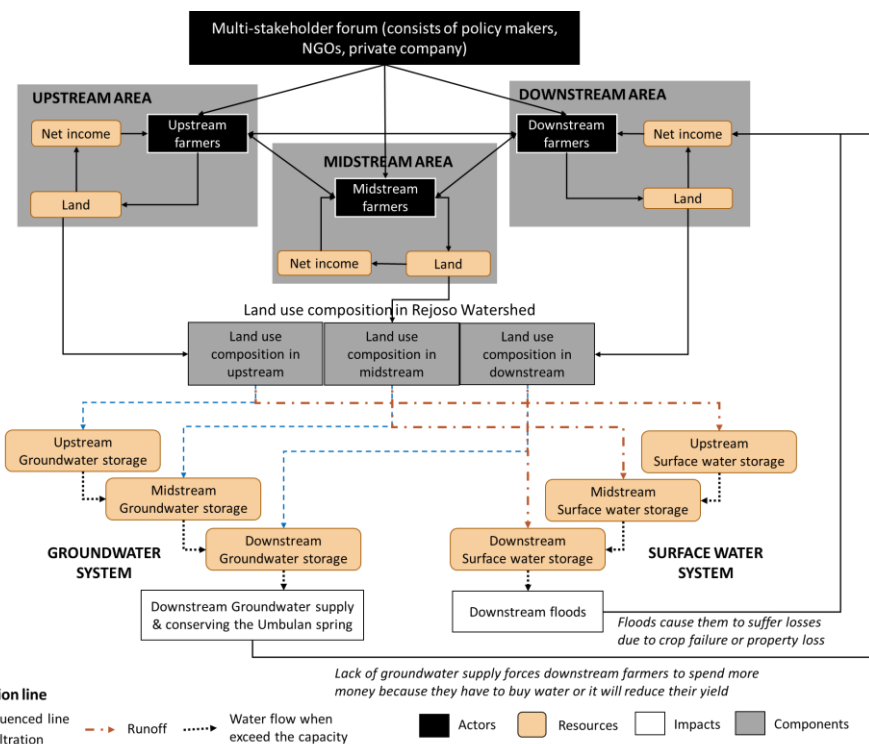 Multi-stakeholder forum (consists of policy makers,
NGOs, private company)
UPSTREAM AREA
DOWNSTREAM AREA
Net income
Upstream
farmers
Downstream
farmers
Net income
MIDSTREAM AREA
Land
Midstream
farmers
Land
Net income
Land
Land use composition in Rejoso Watershed
Land use
composition in
upstream
Land use
composition in
midstream
Land use
composition in
downstream
Upstream
Groundwater storage
Upstream
Surface water storage
Midstream
Groundwater storage
Midstream
Surface water storage
GROUNDWATER
SYSTEM
Downstream
Groundwater storage
Downstream
Surface water storage
SURFACE WATER
SYSTEM
Downstream Groundwater supply
& conserving the Umbulan spring
Downstream floods
Floods cause them to suffer losses
due to crop failure or property loss
Lack of groundwater supply forces downstream farmers to spend more
money because they have to buy water or it will reduce their yield
ion line
uenced line
ltration
Runoff
Water flow when
exceed the capacity
Actors
Resources
Impacts
Components